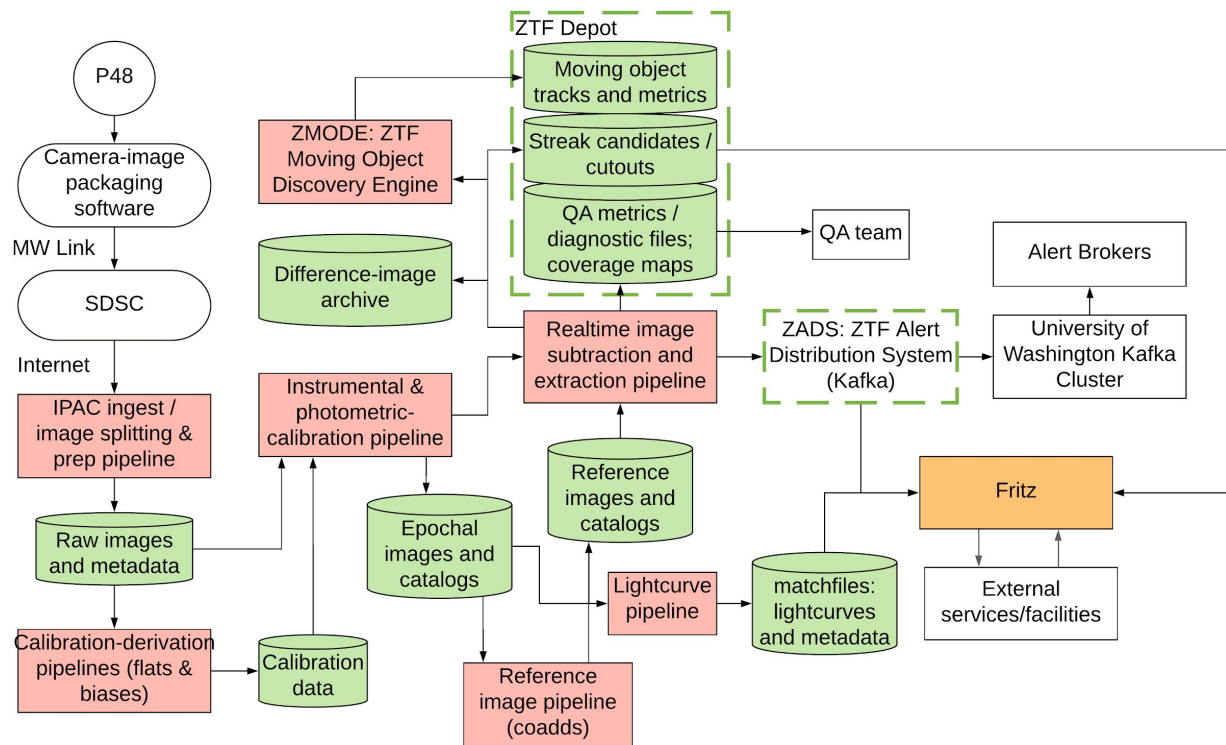 P48
Camera-image
packaging
software
MW Link
SDSC
Internet
IPAC ingest /
image splitting &
prep pipeline
Raw images
and metadata
Calibration-derivation
pipelines (flats &
biases)
Calibration
data
ZMODE: ZTF
Moving Object
Discovery Engine
Difference-image
archive
Instrumental &
photometric-
calibration pipeline
Epochal
images and
catalogs
Reference
image pipeline
(coadds)
ZTF Depot
Moving object
tracks and metrics
Streak candidates /
cutouts
QA metrics /
diagnostic files;
coverage maps
Realtime image
subtraction and
extraction pipeline
Reference
images and
catalogs
Lightcurve
pipeline
matchfiles:
lightcurves
and metadata
QA team
ZADS: ZTF Alert
Distribution System
(Kafka)
Alert Brokers
University of
Washington Kafka
Cluster
Fritz
External
services/facilities